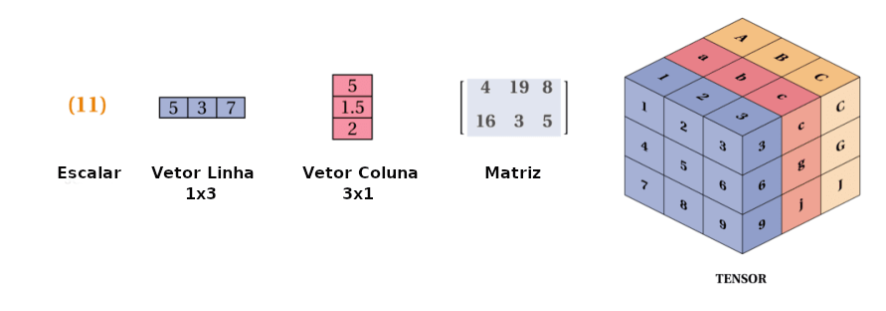 (11)
5 3 7
5
1.5
2
4 19 8
16 3 5
Escalar
Vetor Linha
1x3
Vetor Coluna
3x1
Matriz
A
B
C
a
b
c
1
2
3
1 2 3
4 5 6
7 8 9
3 c C
6 g G
9 j J
TENSOR